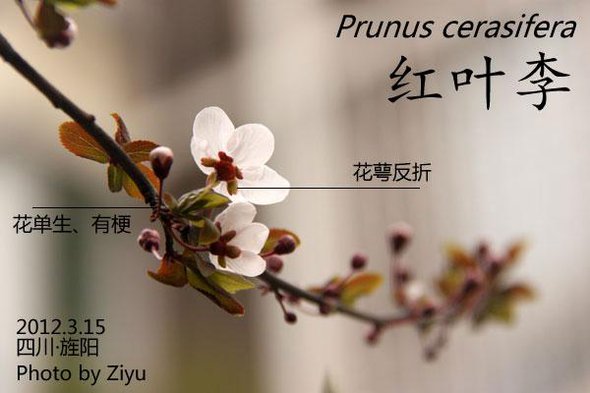 Prunus cerasifera
红叶李
花萼反折
花单生、有梗
2012.3.15
四川·旌阳
Photo by Ziyu